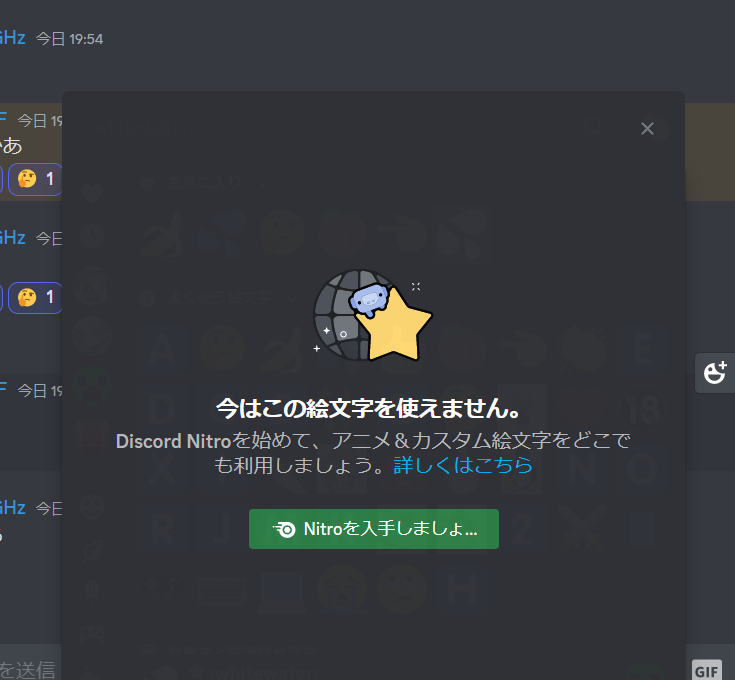 GHz 今日 19:54
今日 19
かあ
1
GHz 今日
1
今日 19
GHz 今日
今はこの絵文字を使えません。
Discord Nitroを始めて、アニメ＆カスタム絵文字をどこで
も利用しましょう。詳しくはこちら
Nitroを入手しましょ...
を送信
GIF